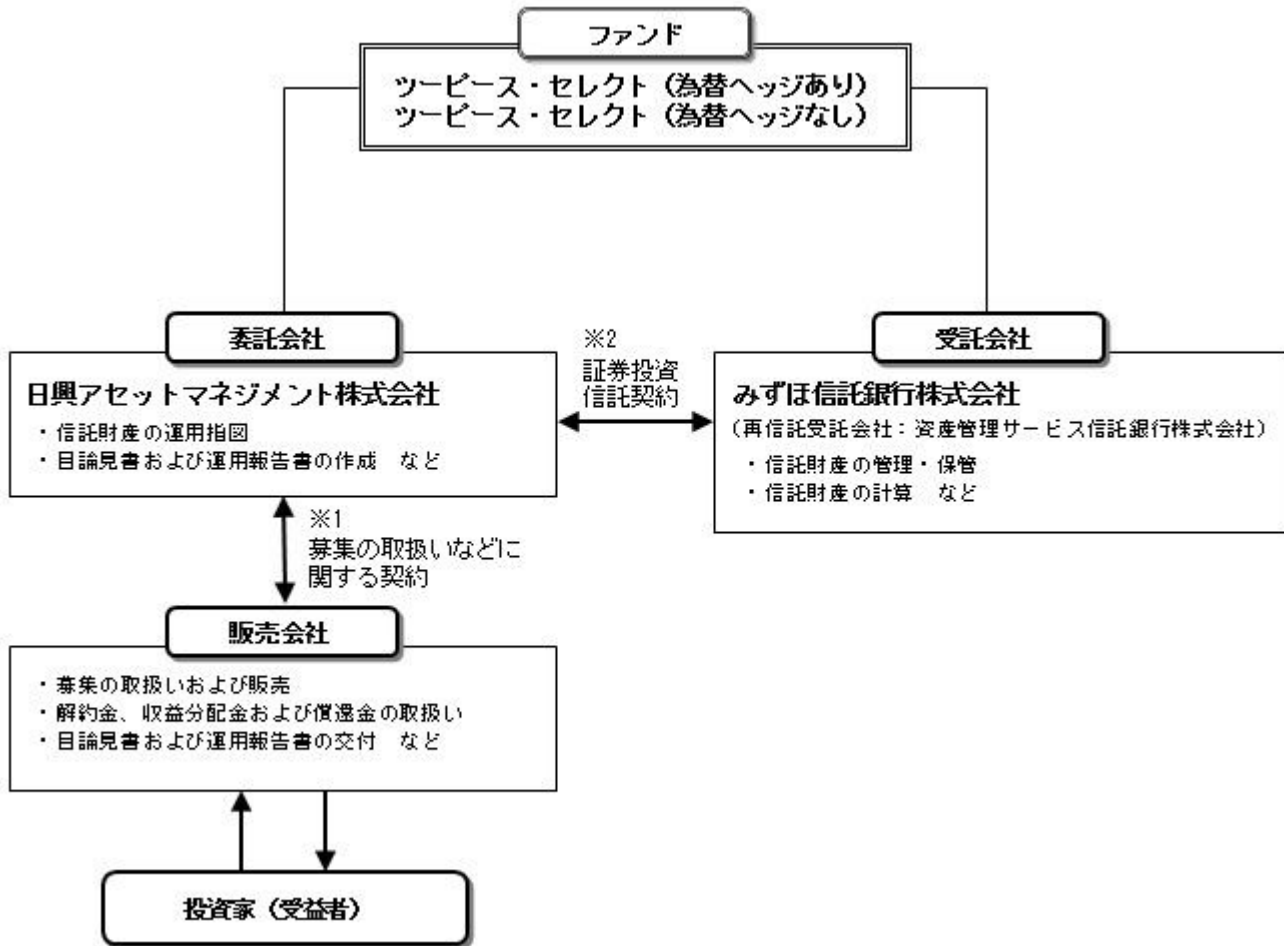 ファンド
ツーピース・セレクト（為替ヘッジあり）
ツーピース・セレクト（為替ヘッジなし）
委託会社
日興アセットマネジメント株式会社
・信託財産の運用指図
・目論見書および運用報告書の作成　など
※2
証券投資
信託契約
受託会社
みずほ信託銀行株式会社
（再信託受託会社：資産管理サービス信託銀行株式会社）
・信託財産の管理・保管
・信託財産の計算　など
※1
募集の取扱いなどに
関する契約
販売会社
・募集の取扱いおよび販売
・解約金、収益分配金および償還金の取扱い
・目論見書および運用報告書の交付　など
投資家（受益者）